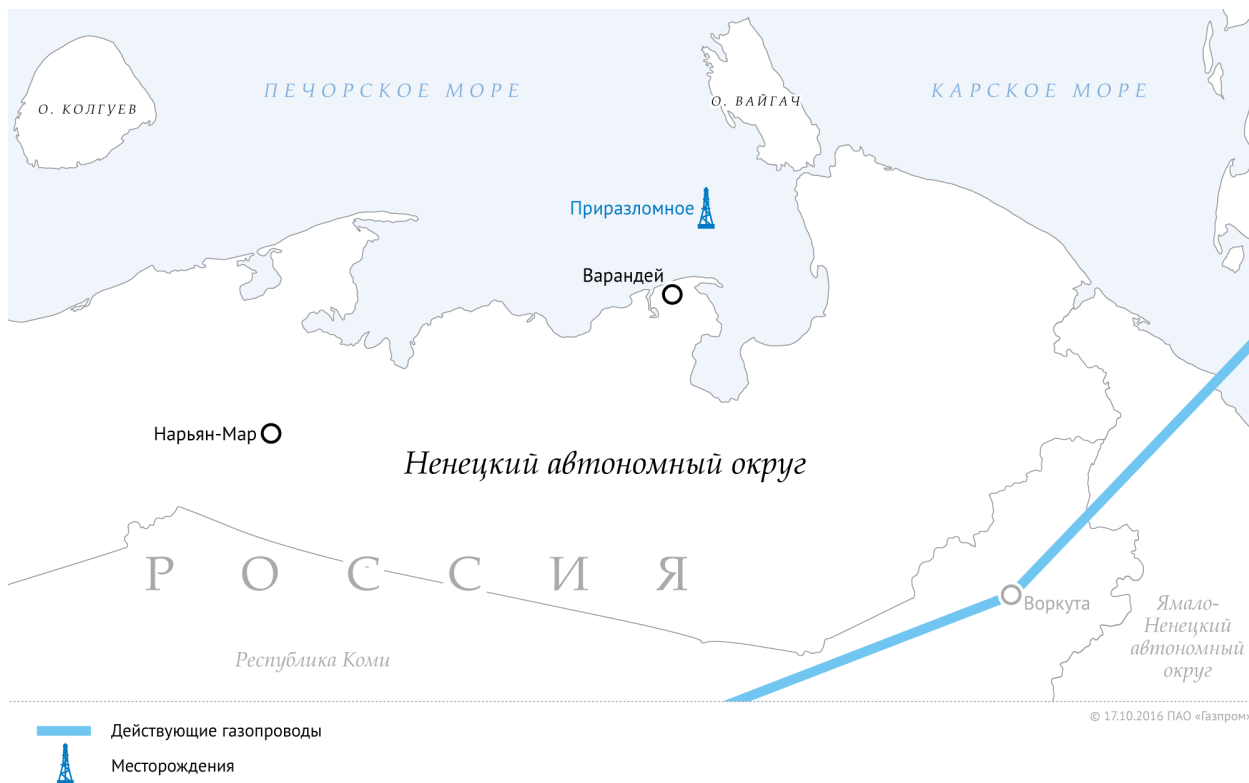 ПЕЧОРСКОЕ МОРЕ
КАРСКОЕ МОРЕ
О. КОЛГУЕВ
О. ВАЙГАЧ
Приразломное
Варандей
Нарьян-Мар
Ненецкий автономный округ
РОССИЯ
Воркута
Республика Коми
Ямало-
Ненецкий
автономный
округ
© 17.10.2016 ПАО «Газпром»
Действующие газопроводы
Месторождения